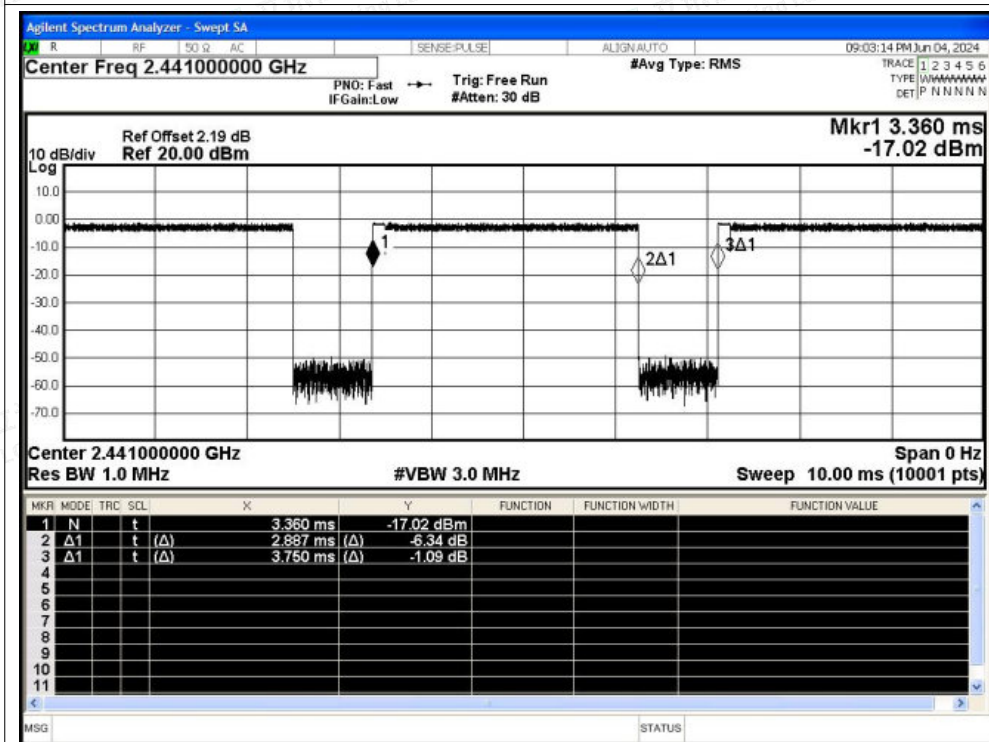 Agilent Spectrum Analyzer - Swept SA
R RF 50 Ω AC SENSE:PULSE ALIGN AUTO 09:03:14 PM Jun 04, 2024
Center Freq 2.441000000 GHz #Avg Type: RMS TRACE 1 2 3 4 5 6
PNO: Fast Trig: Free Run TYPE WWWWWW
IFGain:Low #Atten: 30 dB DET P N N N N N
Mkr1 3.360 ms
Ref Offset 2.19 dB
10 dB/div Ref 20.00 dBm -17.02 dBm
Log
10.0
0.00
-10.0
-20.0
-30.0
-40.0
-50.0
-60.0
-70.0
1
2Δ1
3Δ1
Center 2.441000000 GHz Span 0 Hz
Res BW 1.0 MHz #VBW 3.0 MHz Sweep 10.00 ms (10001 pts)
MKR MODE TRC SCL X Y FUNCTION FUNCTION WIDTH FUNCTION VALUE
1 N t 3.360 ms -17.02 dBm
2 Δ1 t (Δ) 2.887 ms (Δ) -6.34 dB
3 Δ1 t (Δ) 3.750 ms (Δ) -1.09 dB
4
5
6
7
8
9
10
11
MSG STATUS